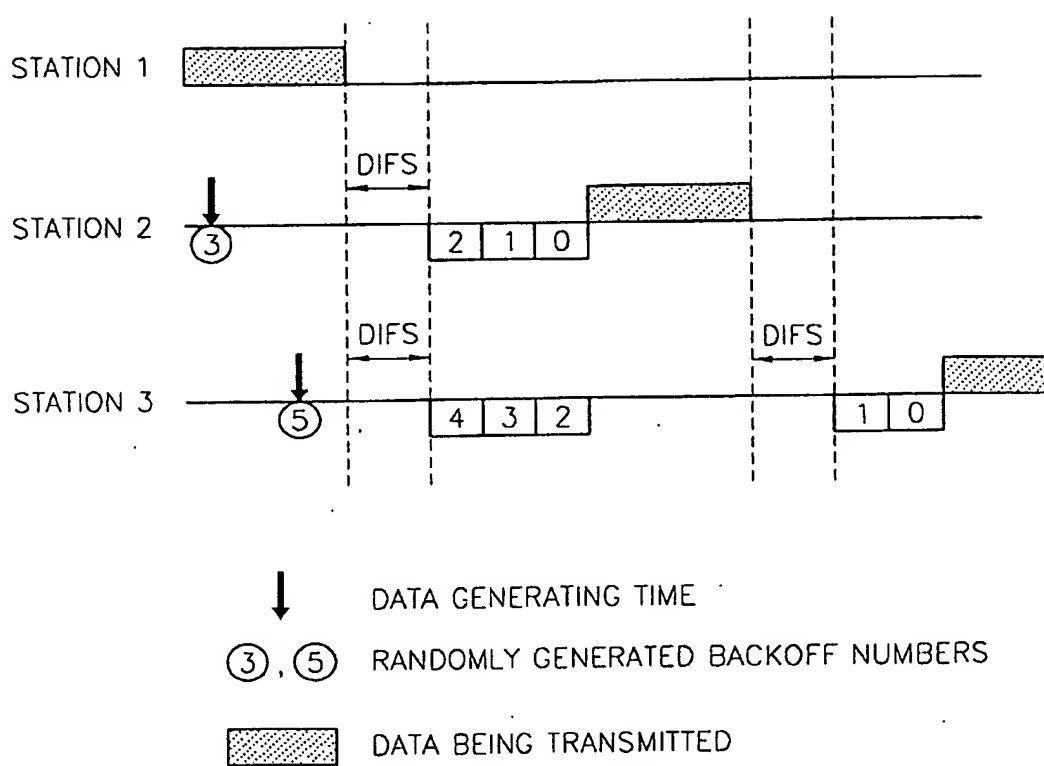 STATION 1
DIFS
STATION 2
3
2 1 0
DIFS
DIFS
STATION 3
5
4 3 2
1 0
DATA GENERATING TIME
3 , 5 RANDOMLY GENERATED BACKOFF NUMBERS
DATA BEING TRANSMITTED